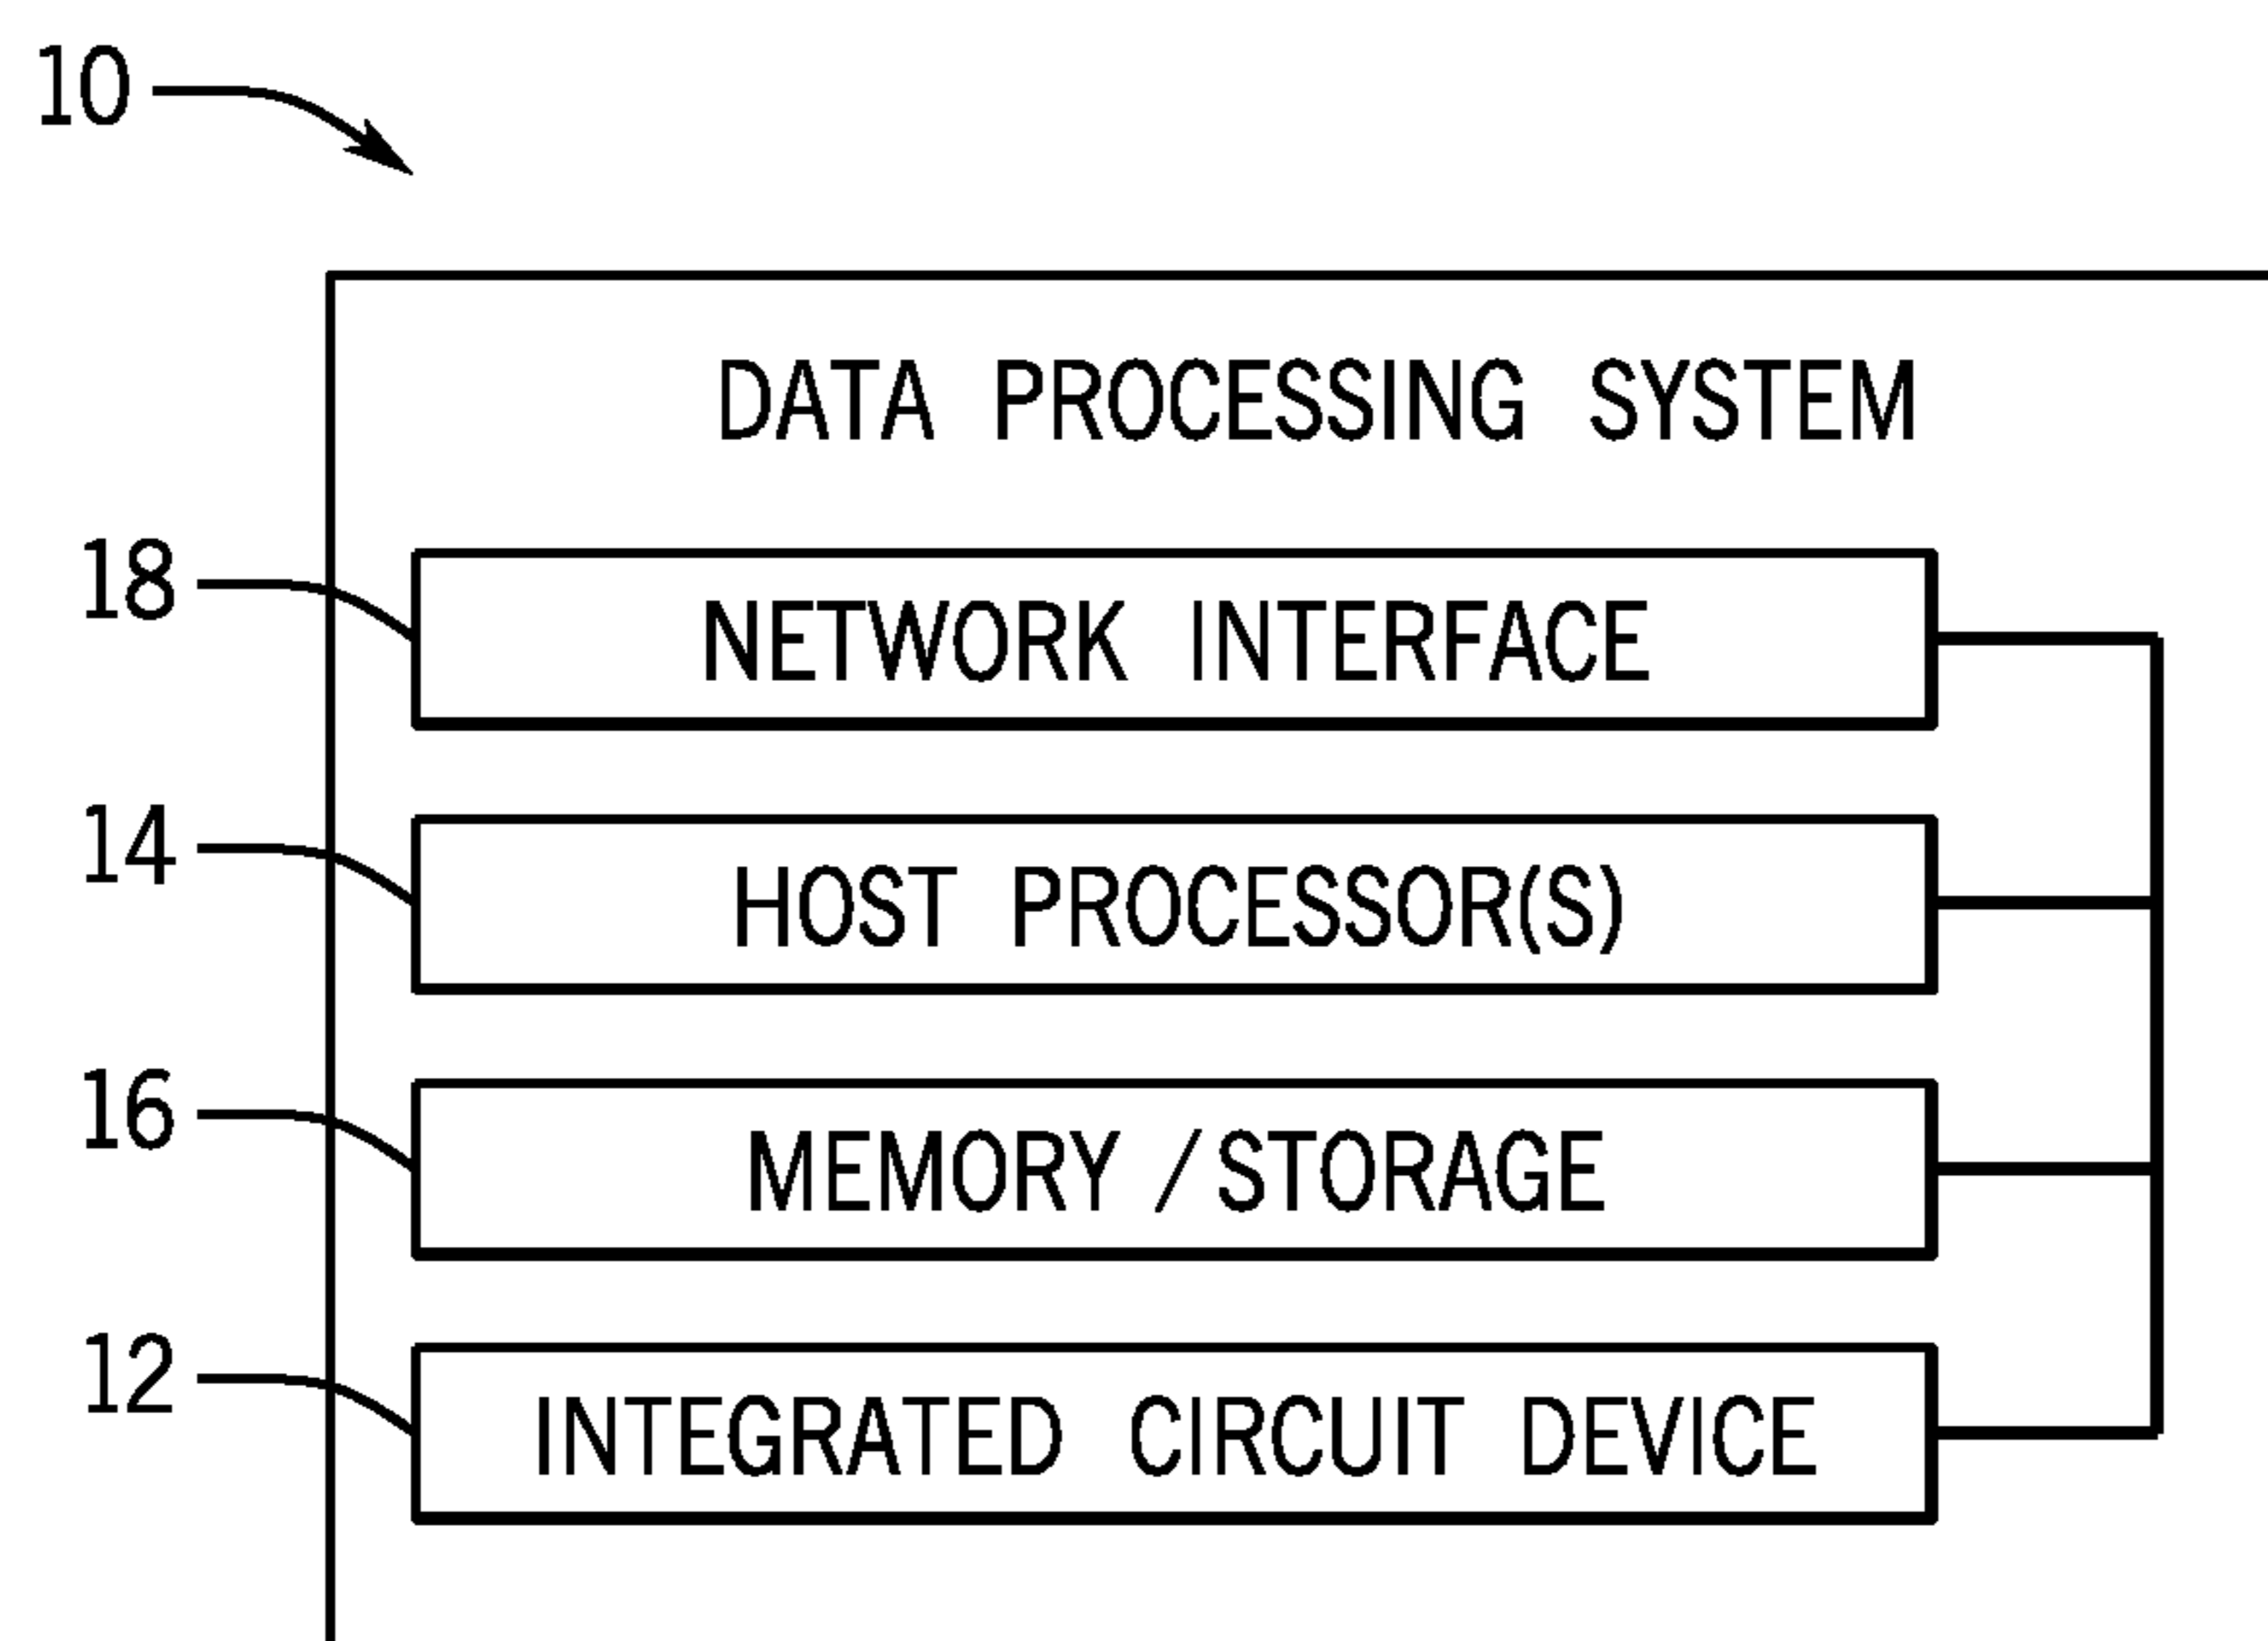 10
DATA PROCESSING SYSTEM
18
NETWORK INTERFACE
14
HOST PROCESSOR(S)
16
MEMORY / STORAGE
12
INTEGRATED CIRCUIT DEVICE